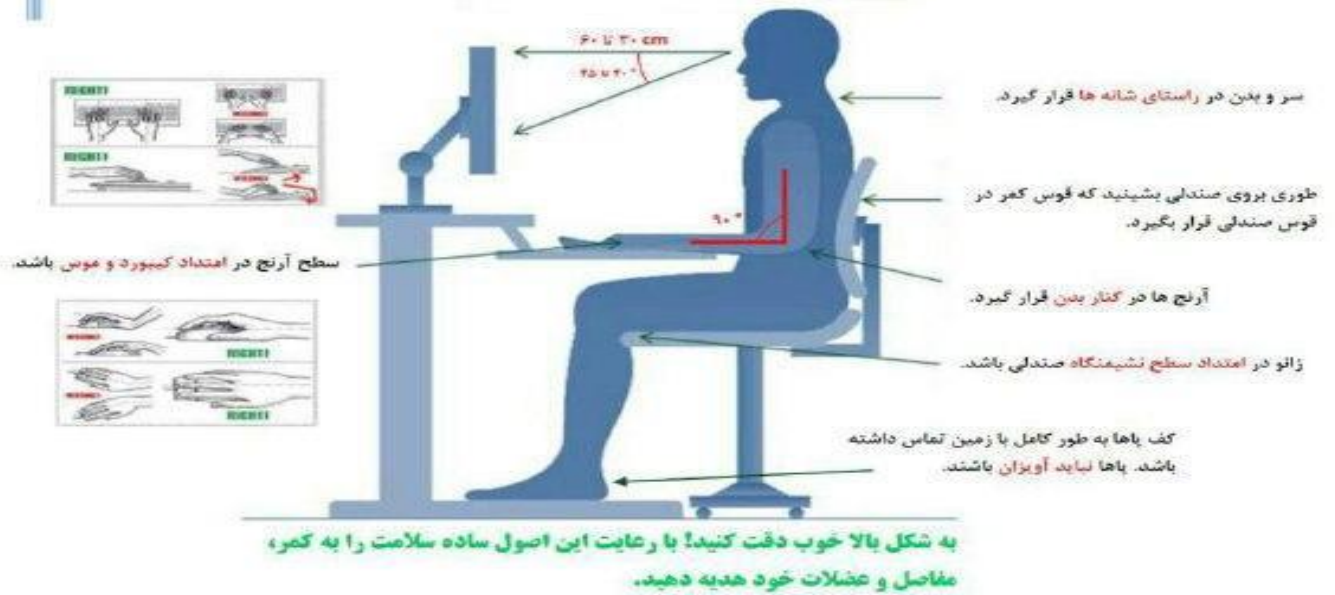 ۳۰ تا ۶۰ cm
سر و بدن در راستای شانه ها قرار گیرد.
طوری بروی صندلی بشینید که قوس کمر در
قوس صندلی قرار بگیرد.
۹۰°
سطح آرنج در امتداد کیبورد و موس باشد.
آرنج ها در کنار بدن قرار گیرد.
زانو در امتداد سطح نشیمنگاه صندلی باشد.
کف پاها به طور کامل با زمین تماس داشته
باشد. پاها نباید آویزان باشند.
RIGHT!
RIGHT!
RIGHT!
RIGHT!
به شکل بالا خوب دقت کنید! با رعایت این اصول ساده سلامت را به کمر،
مفاصل و عضلات خود هدیه دهید.